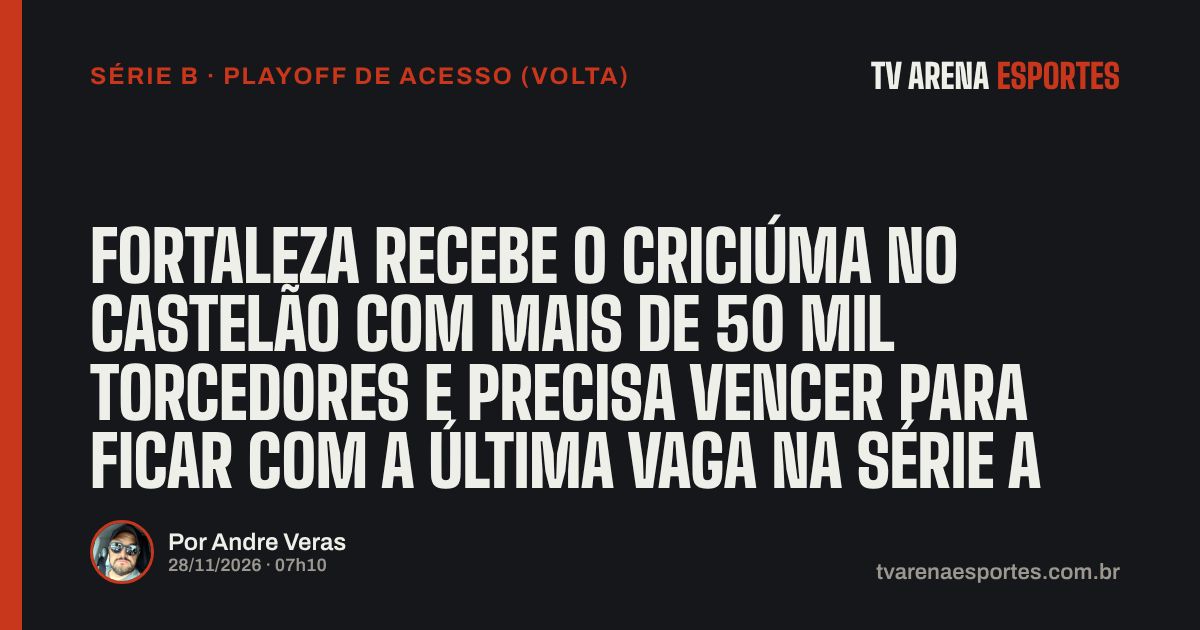 SÉRIE B · PLAYOFF DE ACESSO (VOLTA)
TV ARENA ESPORTES
FORTALEZA RECEBE O CRICIÚMA NO
CASTELÃO COM MAIS DE 50 MIL
TORCEDORES E PRECISA VENCER PARA
FICAR COM A ÚLTIMA VAGA NA SÉRIE A
Por Andre Veras
28/11/2026 · 07h10
tvarenaesportes.com.br